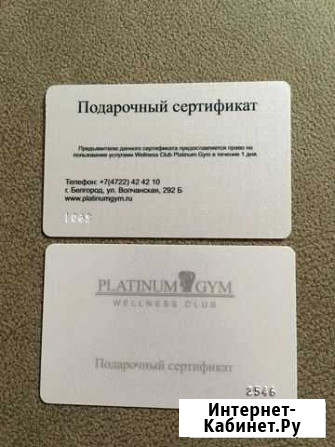 Подарочный сертификат
Предъявителю данного сертификата предоставляется право на
пользование услугами Wellness Club Platinum Gym в течение 1 дня.
Телефон: +7(4722) 42 42 10
г. Белгород, ул. Волчанская, 292 Б
www.platinumgym.ru
PLATINUM GYM
WELLNESS CLUB
Подарочный сертификат
2546
Интернет-
Кабинет.Ру